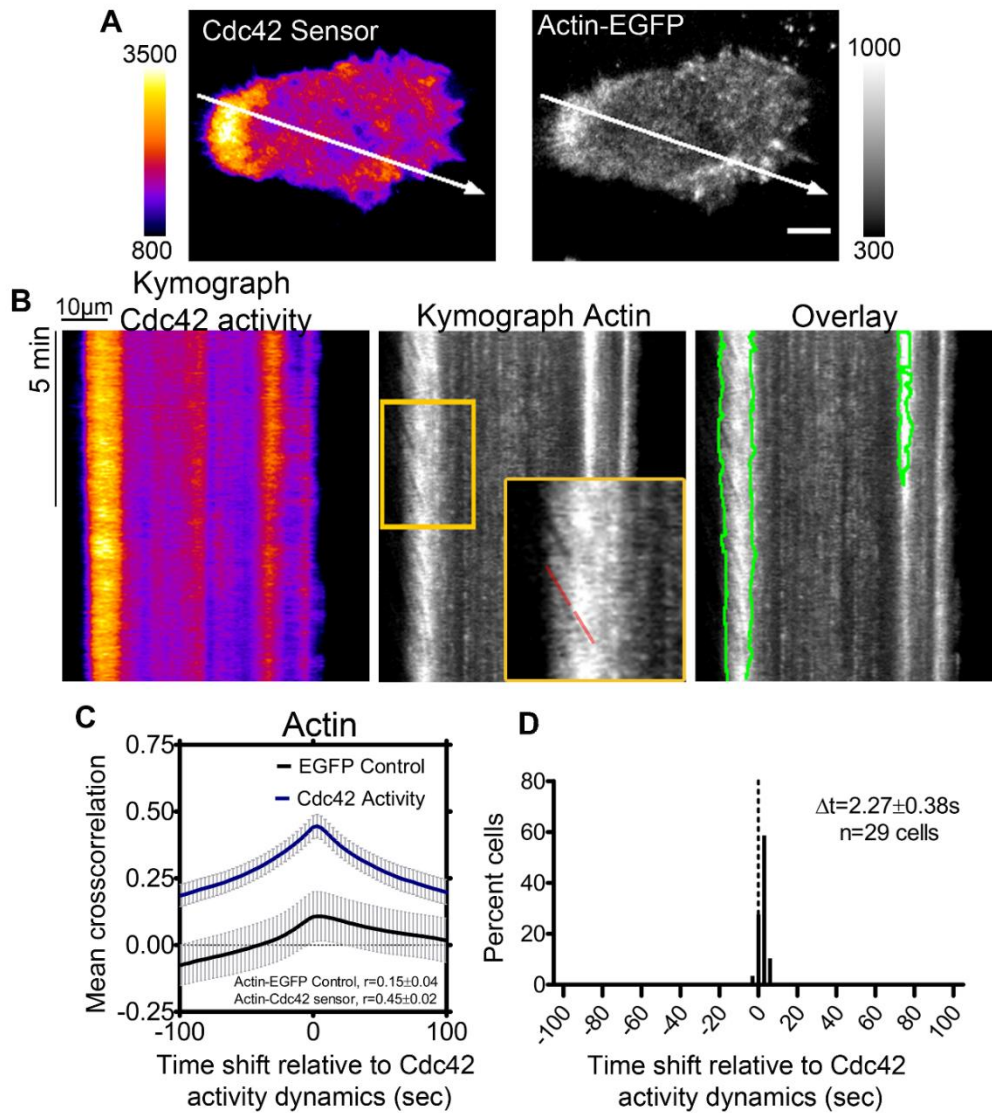 A
Cdc42 Sensor
Actin-EGFP
3500
800
1000
300
B
10µm
Kymograph
Cdc42 activity
Kymograph Actin
Overlay
5 min
C
Actin
EGFP Control
Cdc42 Activity
Mean crosscorrelation
0.75
0.50
0.25
0.00
-0.25
Actin-EGFP Control, r=0.15±0.04
Actin-Cdc42 sensor, r=0.45±0.02
-100 0 100
Time shift relative to Cdc42
activity dynamics (sec)
D
Δt=2.27±0.38s
n=29 cells
Percent cells
80
60
40
20
0
-100 -80 -60 -40 -20 0 20 40 60 80 100
Time shift relative to Cdc42
activity dynamics (sec)